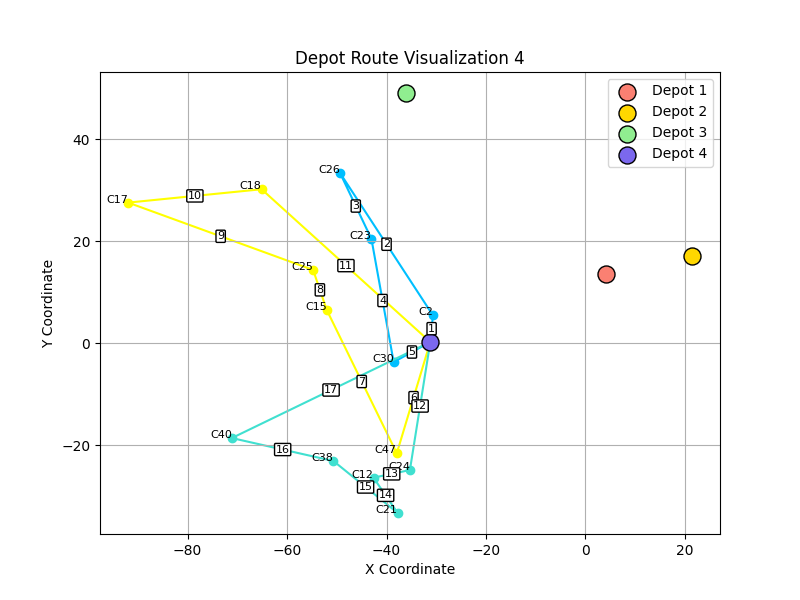 Depot Route Visualization 4
Depot 1
Depot 2
Depot 3
Depot 4
Y Coordinate
40
20
0
−20
C26
C18
C17
10
3
C23
2
9
C25
11
8
4
C15
C2
1
C30
5
7
17
6
12
C40
16
C38
C47
C24
C12
13
15
14
C21
−80
−60
−40
−20
0
20
X Coordinate